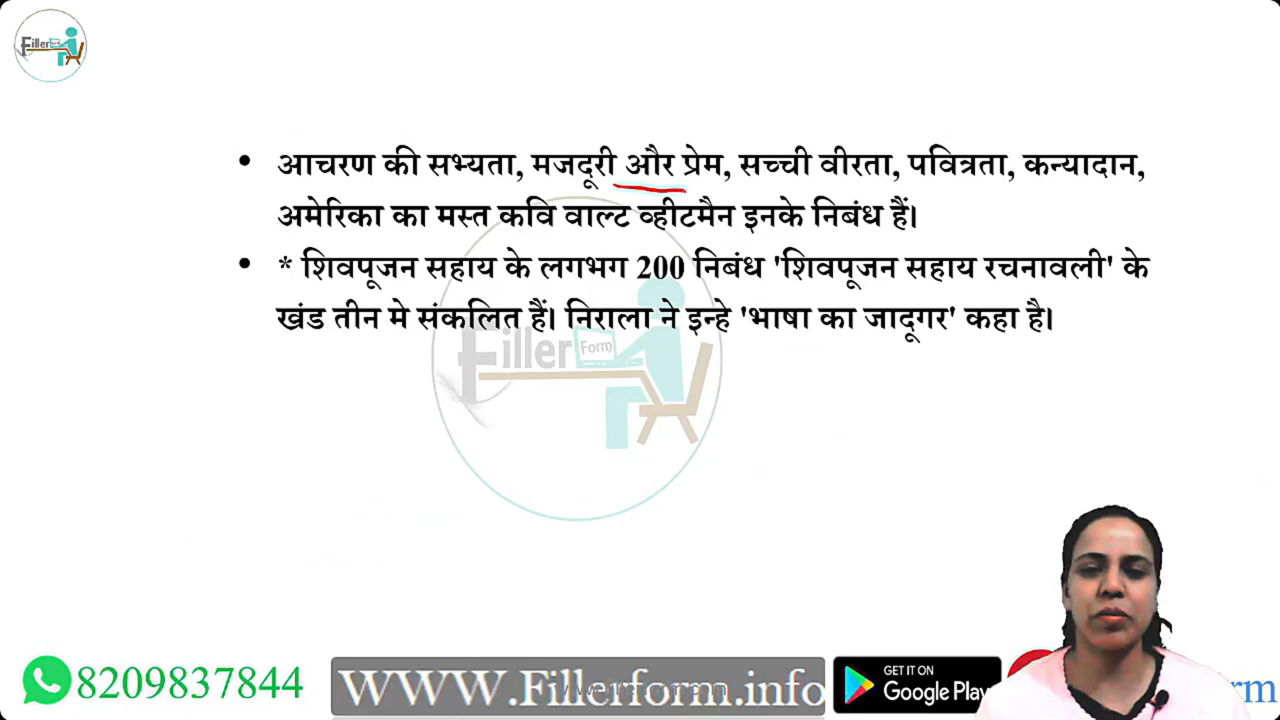 Filler
आचरण की सभ्यता, मजदूरी और प्रेम, सच्ची वीरता, पवित्रता, कन्यादान,
अमेरिका का मस्त कवि वाल्ट व्हीटमैन इनके निबंध हैं।
* शिवपूजन सहाय के लगभग 200 निबंध 'शिवपूजन सहाय रचनावली' के
खंड तीन मे संकलित हैं। निराला ने इन्हे 'भाषा का जादूगर' कहा है।
Filler Form
8209837844
WWW.Fillerform.info
GET IT ON
Google Play